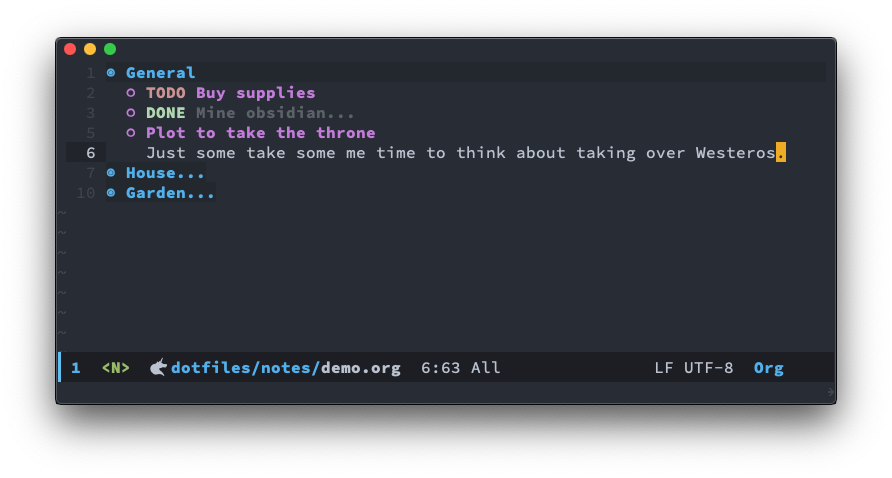 1 General
2 TODO Buy supplies
3 DONE Mine obsidian...
5 Plot to take the throne
6 Just some take some me time to think about taking over Westeros.
7 House...
10 Garden...
~
~
~
~
~
~
~
1 <N> dotfiles/notes/demo.org 6:63 All LF UTF-8 Org